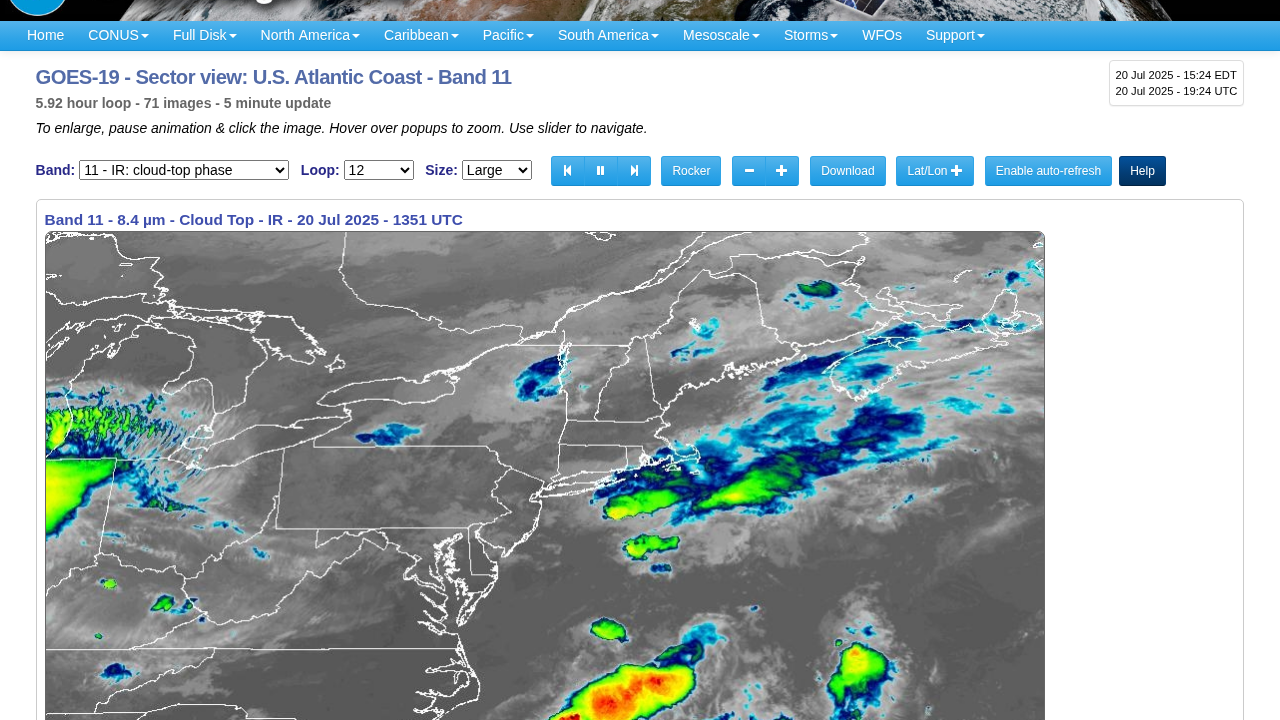 Home CONUS Full Disk North America Caribbean Pacific South America Mesoscale Storms WFOs Support
GOES-19 - Sector view: U.S. Atlantic Coast - Band 11
20 Jul 2025 - 15:24 EDT
20 Jul 2025 - 19:24 UTC
5.92 hour loop - 71 images - 5 minute update
To enlarge, pause animation & click the image. Hover over popups to zoom. Use slider to navigate.
Band: 11 - IR: cloud-top phase Loop: 12 Size: Large Rocker Download Lat/Lon Enable auto-refresh Help
Band 11 - 8.4 µm - Cloud Top - IR - 20 Jul 2025 - 1351 UTC